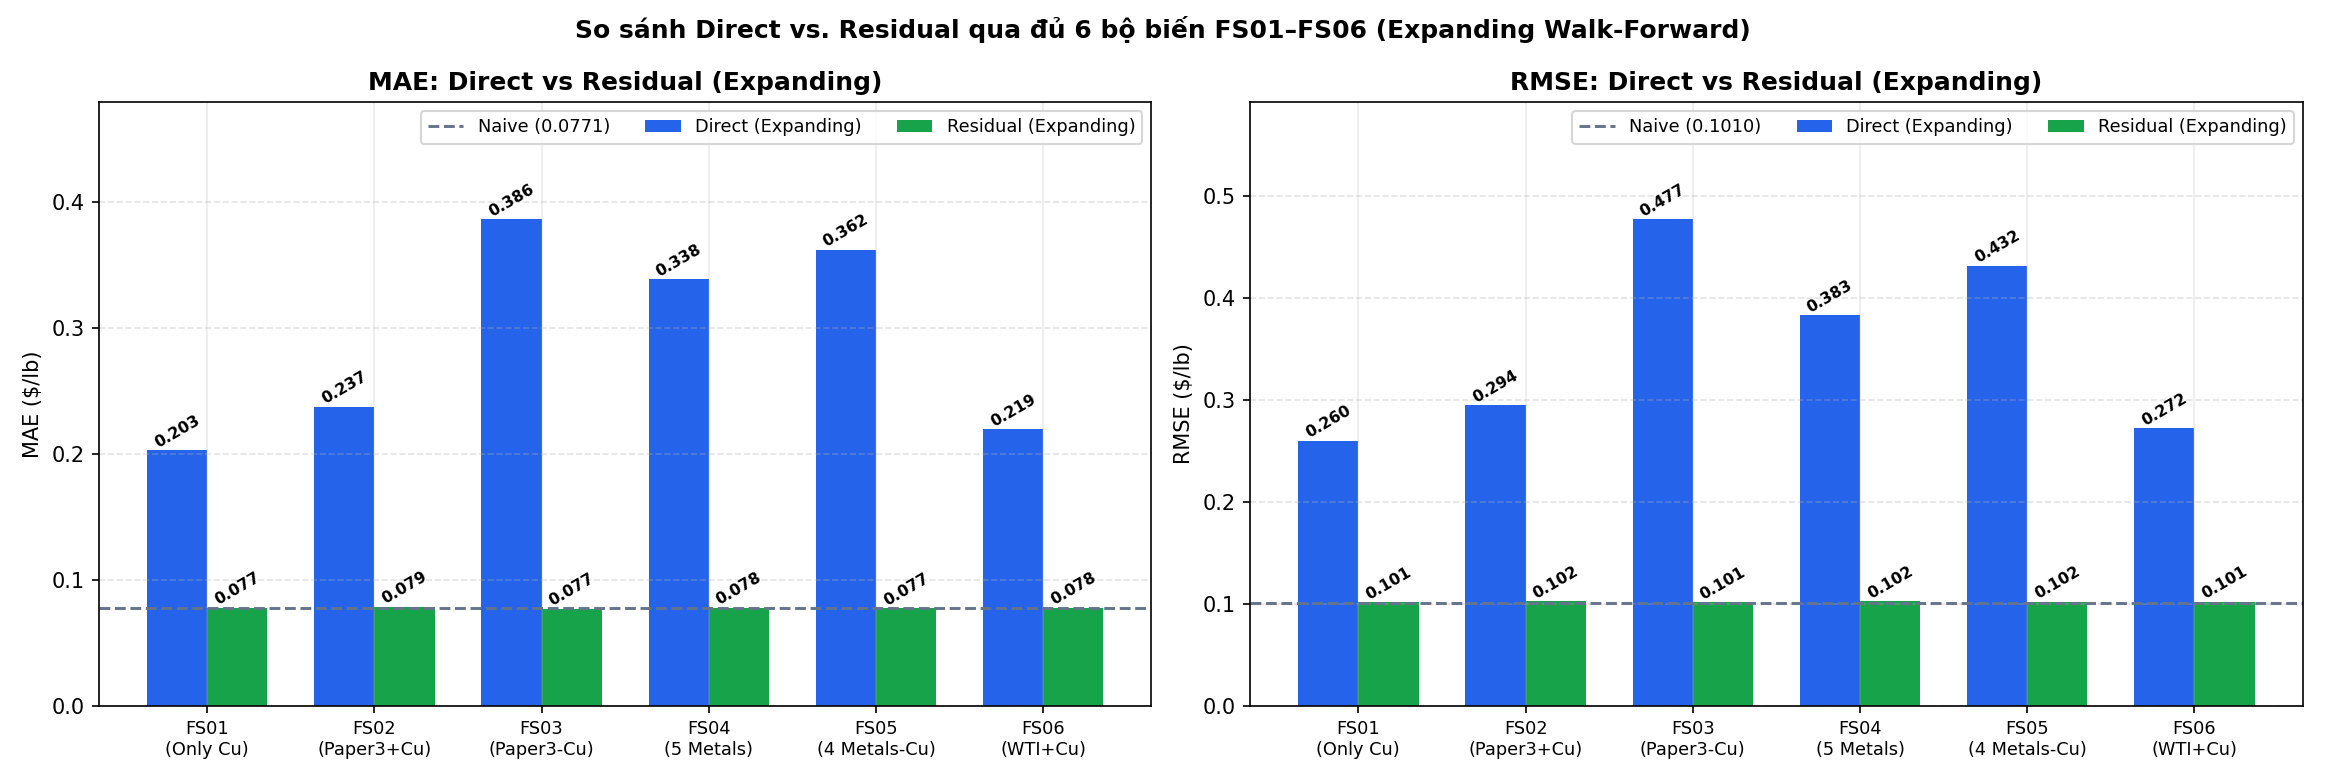 So sánh Direct vs. Residual qua đủ 6 bộ biến FS01–FS06 (Expanding Walk-Forward)
MAE: Direct vs Residual (Expanding)
Naive (0.0771)
Direct (Expanding)
Residual (Expanding)
MAE ($/lb)
0.4
0.3
0.2
0.1
0.0
0.203
0.077
0.237
0.079
0.386
0.077
0.338
0.078
0.362
0.077
0.219
0.078
FS01
(Only Cu)
FS02
(Paper3+Cu)
FS03
(Paper3-Cu)
FS04
(5 Metals)
FS05
(4 Metals-Cu)
FS06
(WTI+Cu)
RMSE: Direct vs Residual (Expanding)
Naive (0.1010)
Direct (Expanding)
Residual (Expanding)
RMSE ($/lb)
0.5
0.4
0.3
0.2
0.1
0.0
0.260
0.101
0.294
0.102
0.477
0.101
0.383
0.102
0.432
0.102
0.272
0.101
FS01
(Only Cu)
FS02
(Paper3+Cu)
FS03
(Paper3-Cu)
FS04
(5 Metals)
FS05
(4 Metals-Cu)
FS06
(WTI+Cu)